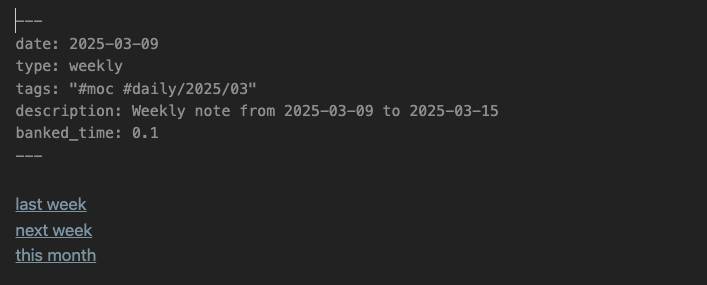 ---
date: 2025-03-09
type: weekly
tags: "#moc #daily/2025/03"
description: Weekly note from 2025-03-09 to 2025-03-15
banked_time: 0.1
---
last week
next week
this month